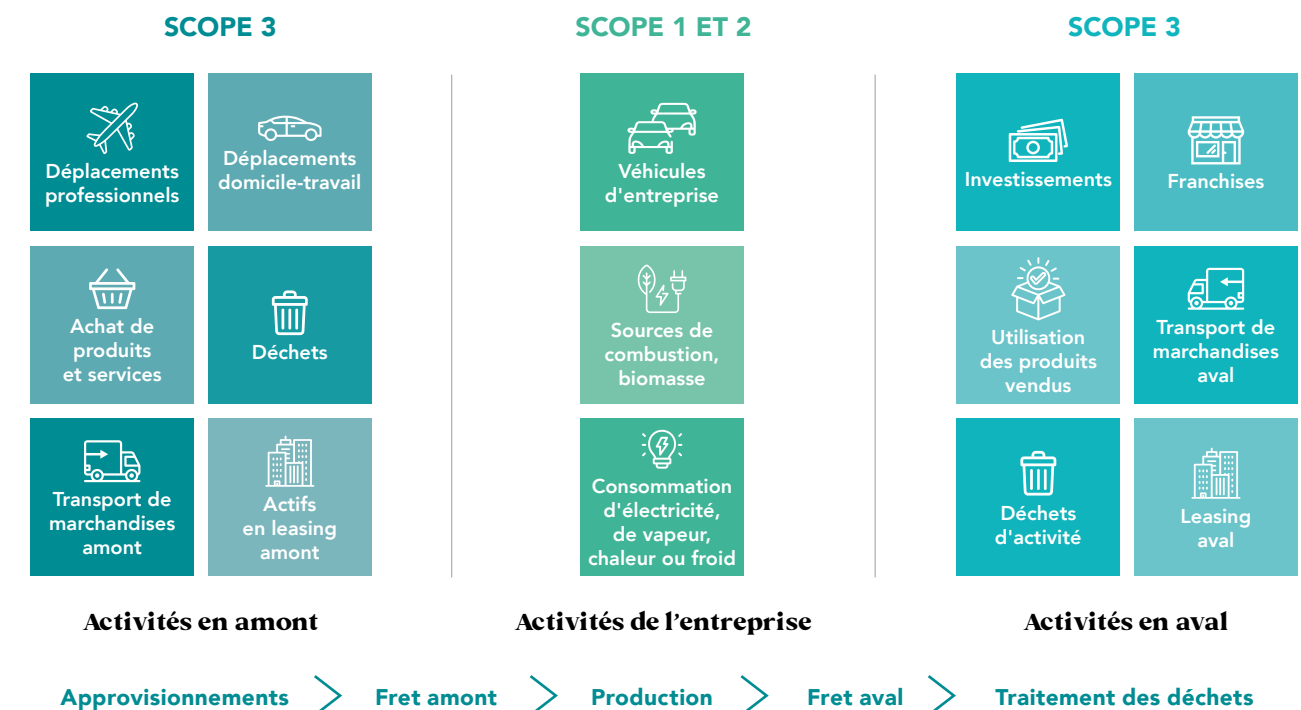 SCOPE 3
Déplacements
professionnels
Déplacements
domicile-travail
Achat de
produits
et services
Déchets
Transport de
marchandises
amont
Actifs
en leasing
amont
Activités en amont
SCOPE 1 ET 2
Véhicules
d'entreprise
Sources de
combustion,
biomasse
Consommation
d'électricité,
de vapeur,
chaleur ou froid
Activités de l’entreprise
SCOPE 3
Investissements
Franchises
Utilisation
des produits
vendus
Transport de
marchandises
aval
Déchets
d'activité
Leasing
aval
Activités en aval
Approvisionnements
Fret amont
Production
Fret aval
Traitement des déchets